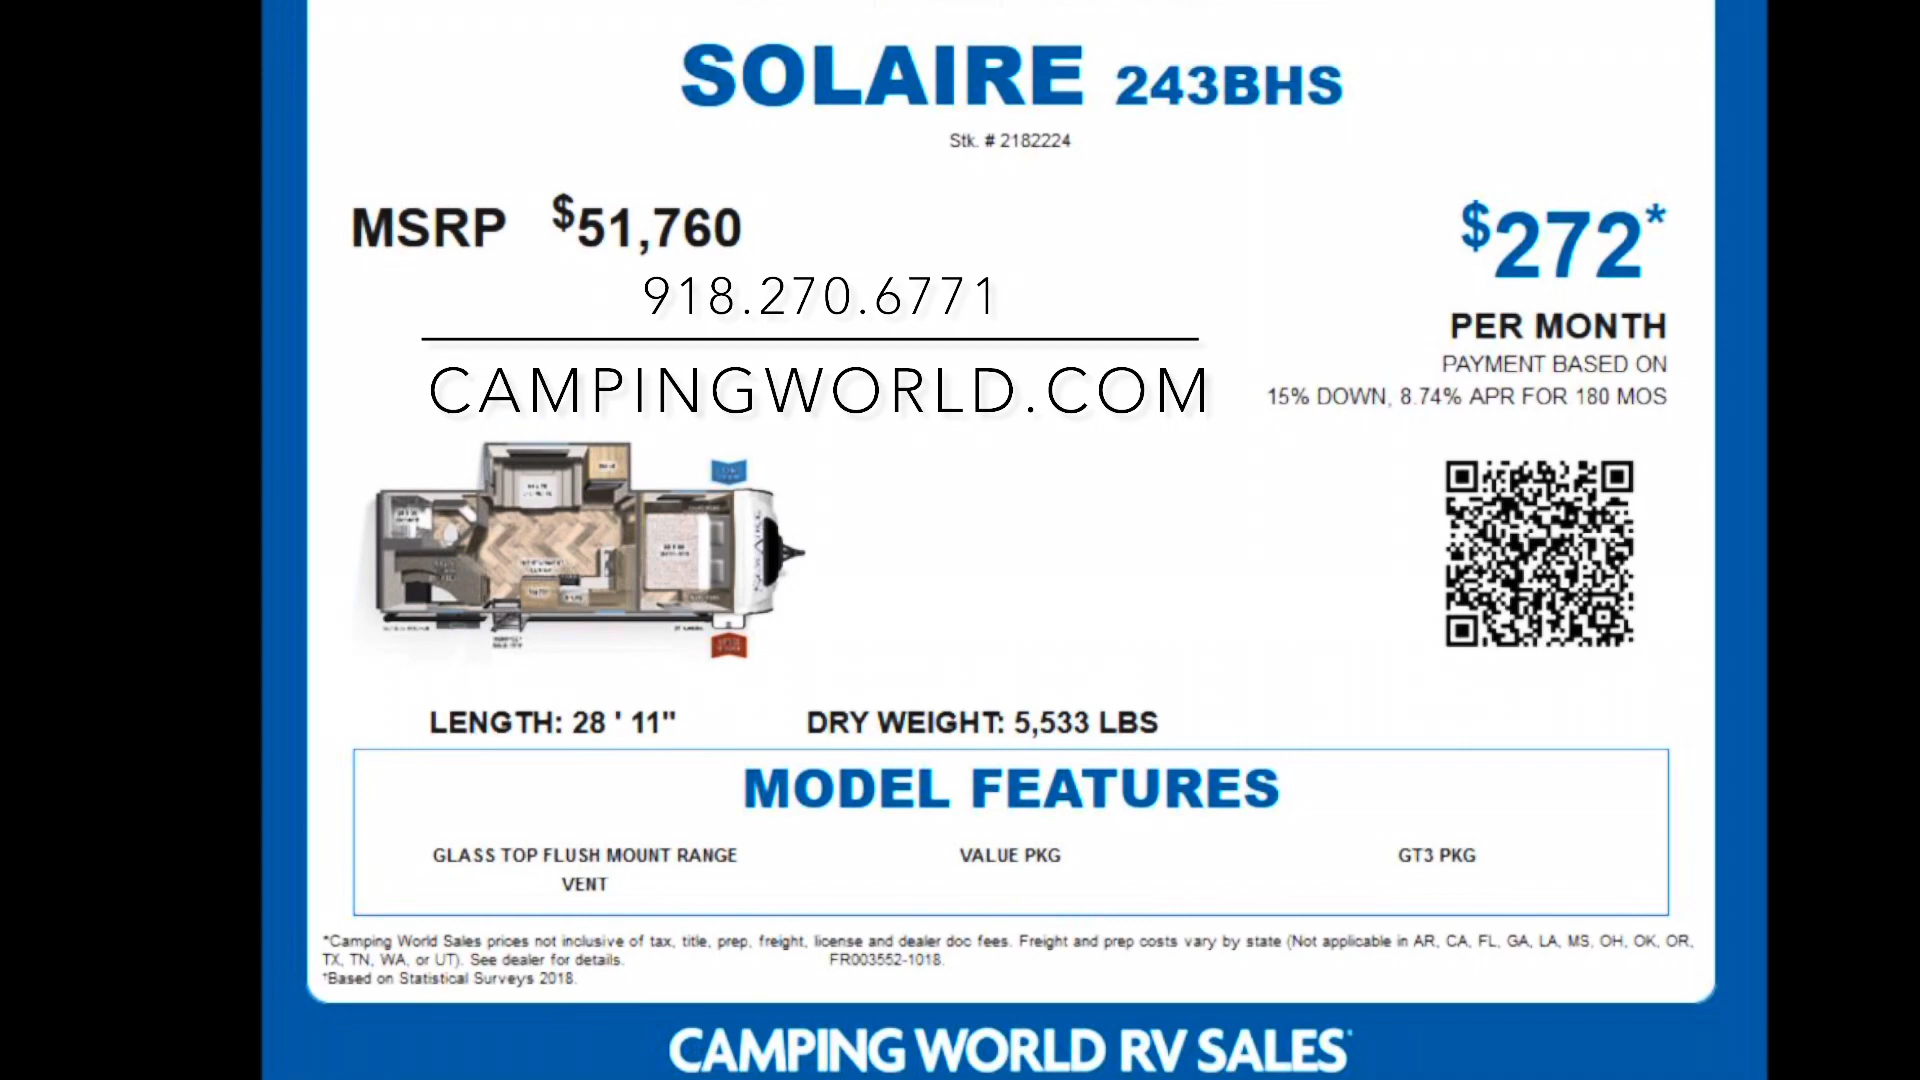 SOLAIRE 243BHS
Stk. # 2182224
MSRP $51,760
$272*
918.270.6771
PER MONTH
CAMPINGWORLD.COM
PAYMENT BASED ON
15% DOWN, 8.74% APR FOR 180 MOS
LENGTH: 28 ' 11"
DRY WEIGHT: 5,533 LBS
MODEL FEATURES
GLASS TOP FLUSH MOUNT RANGE
VENT
VALUE PKG
GT3 PKG
*Camping World Sales prices not inclusive of tax, title, prep, freight, license and dealer doc fees. Freight and prep costs vary by state (Not applicable in AR, CA, FL, GA, LA, MS, OH, OK, OR,
TX, TN, WA, or UT). See dealer for details. FR003552-1018.
†Based on Statistical Surveys 2018.
CAMPING WORLD RV SALES